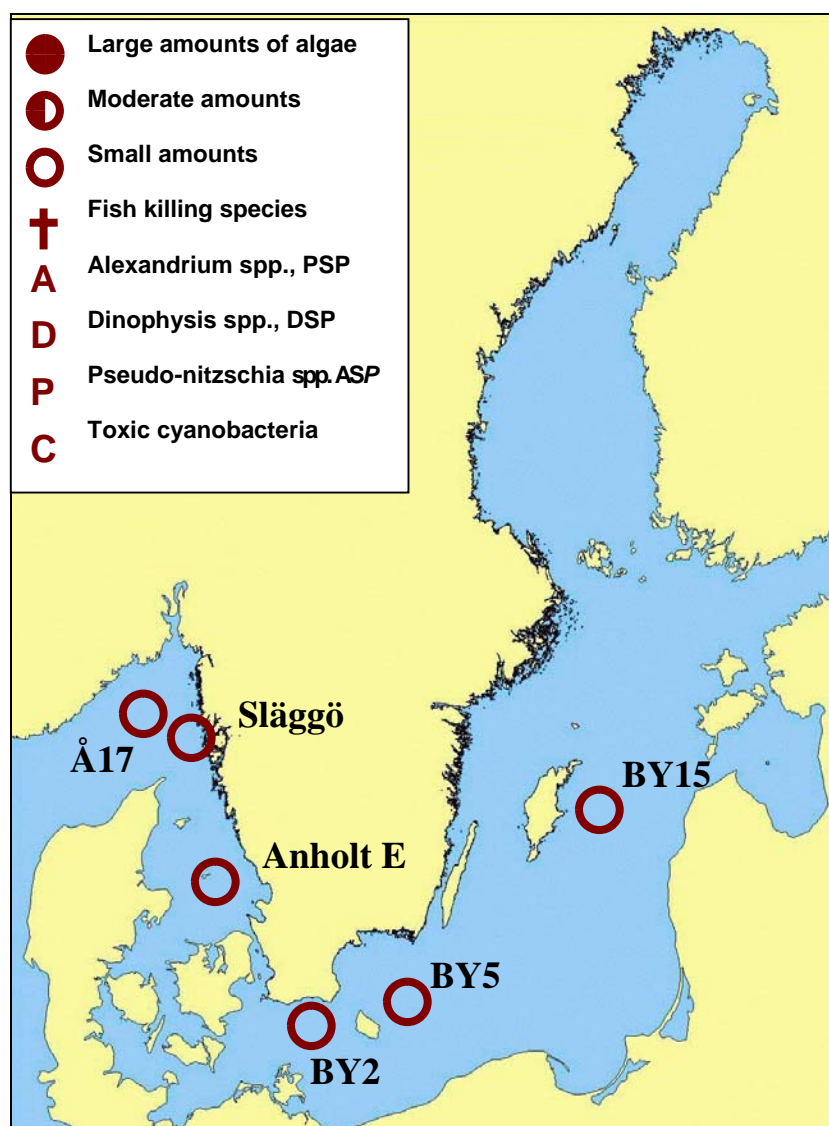 Large amounts of algae
Moderate amounts
Small amounts
Fish killing species
A Alexandrium spp., PSP
D Dinophysis spp., DSP
P Pseudo-nitzschia spp. ASP
C Toxic cyanobacteria
Släggö
Å17
BY15
Anholt E
BY5
BY2